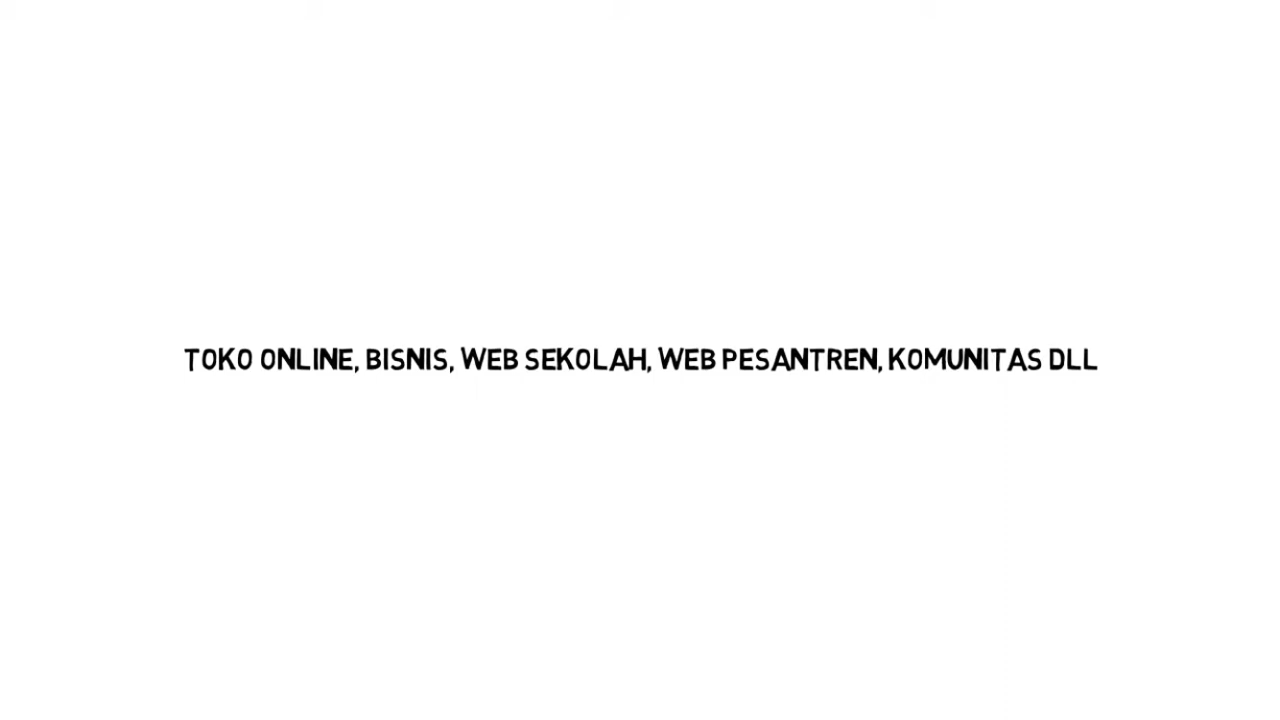 TOKO ONLINE, BISNIS, WEB SEKOLAH, WEB PESANTREN, KOMUNITAS DLL